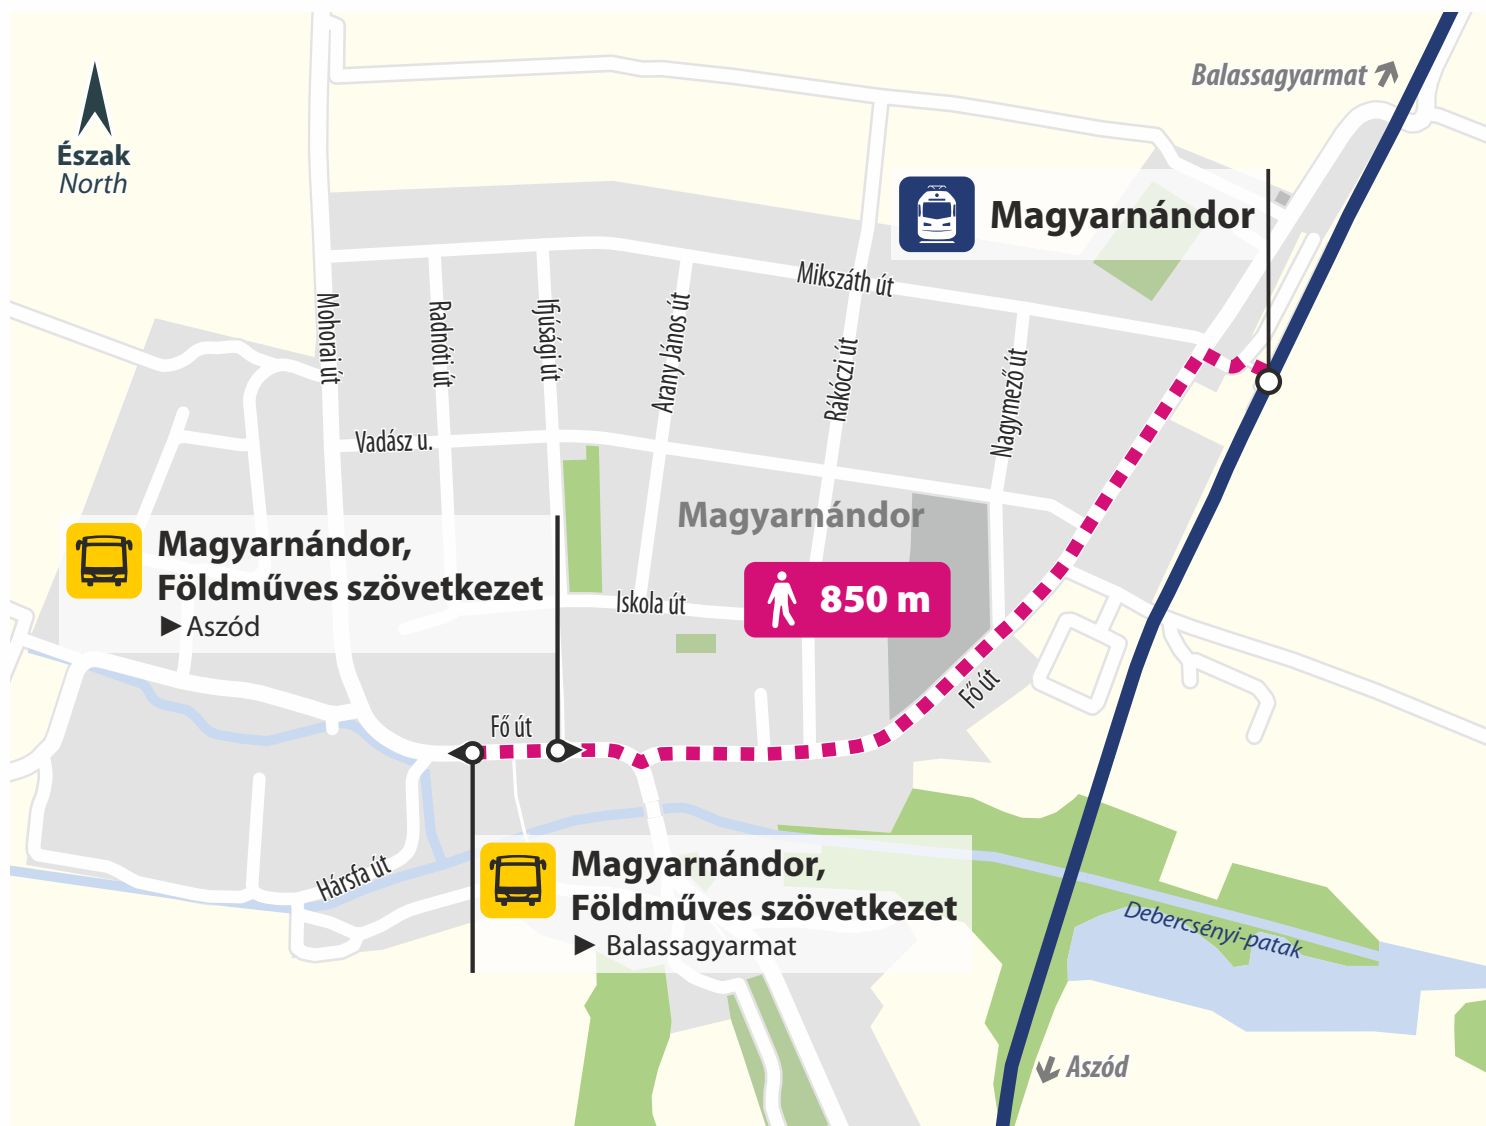 Balassagyarmat
Észak
North
Magyarnándor
Mikszáth út
Mohorai út
Radnóti út
Ifjúsági út
Arany János út
Rákóczi út
Nagymező út
Vadász u.
Magyarnándor
Magyarnándor,
Földműves szövetkezet
▶ Aszód
Iskola út
850 m
Fő út
Fő út
Hársfa út
Magyarnándor,
Földműves szövetkezet
▶ Balassagyarmat
Debercsényi-patak
Aszód